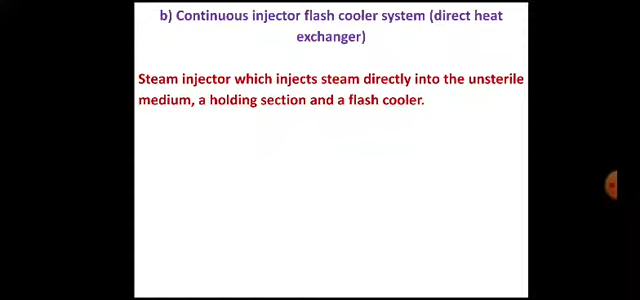 b) Continuous injector flash cooler system (direct heat
exchanger)
Steam injector which injects steam directly into the unsterile
medium, a holding section and a flash cooler.